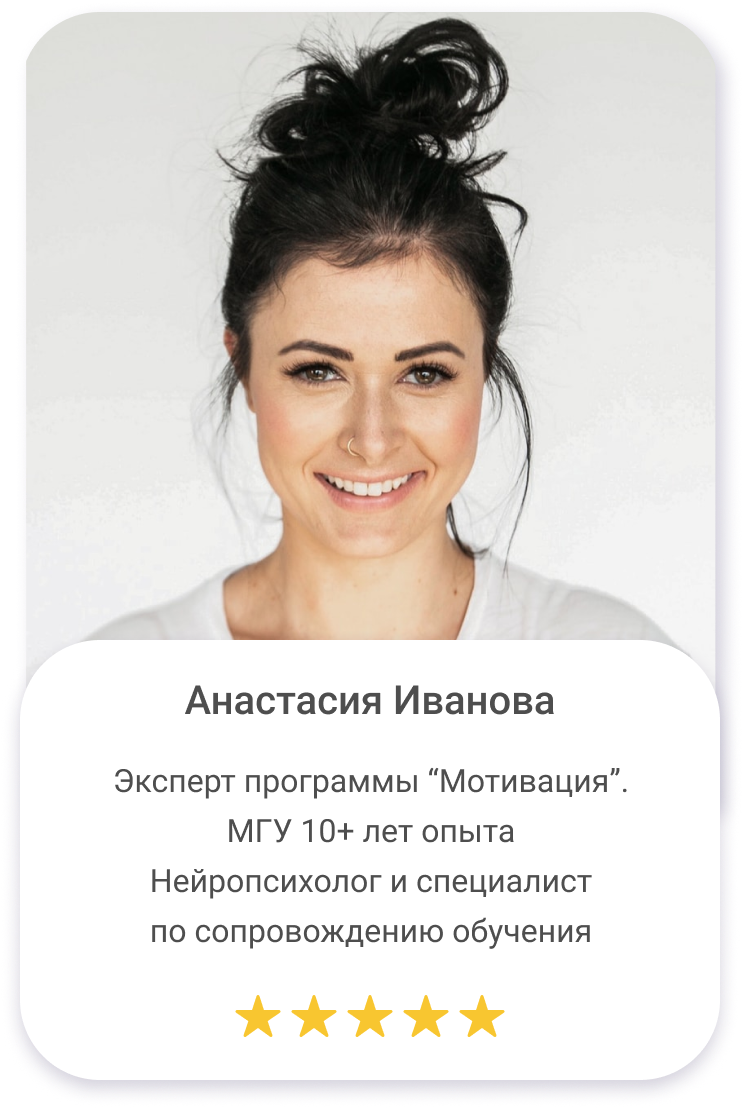 Анастасия Иванова
Эксперт программы “Мотивация”.
МГУ 10+ лет опыта
Нейропсихолог и специалист
по сопровождению обучения